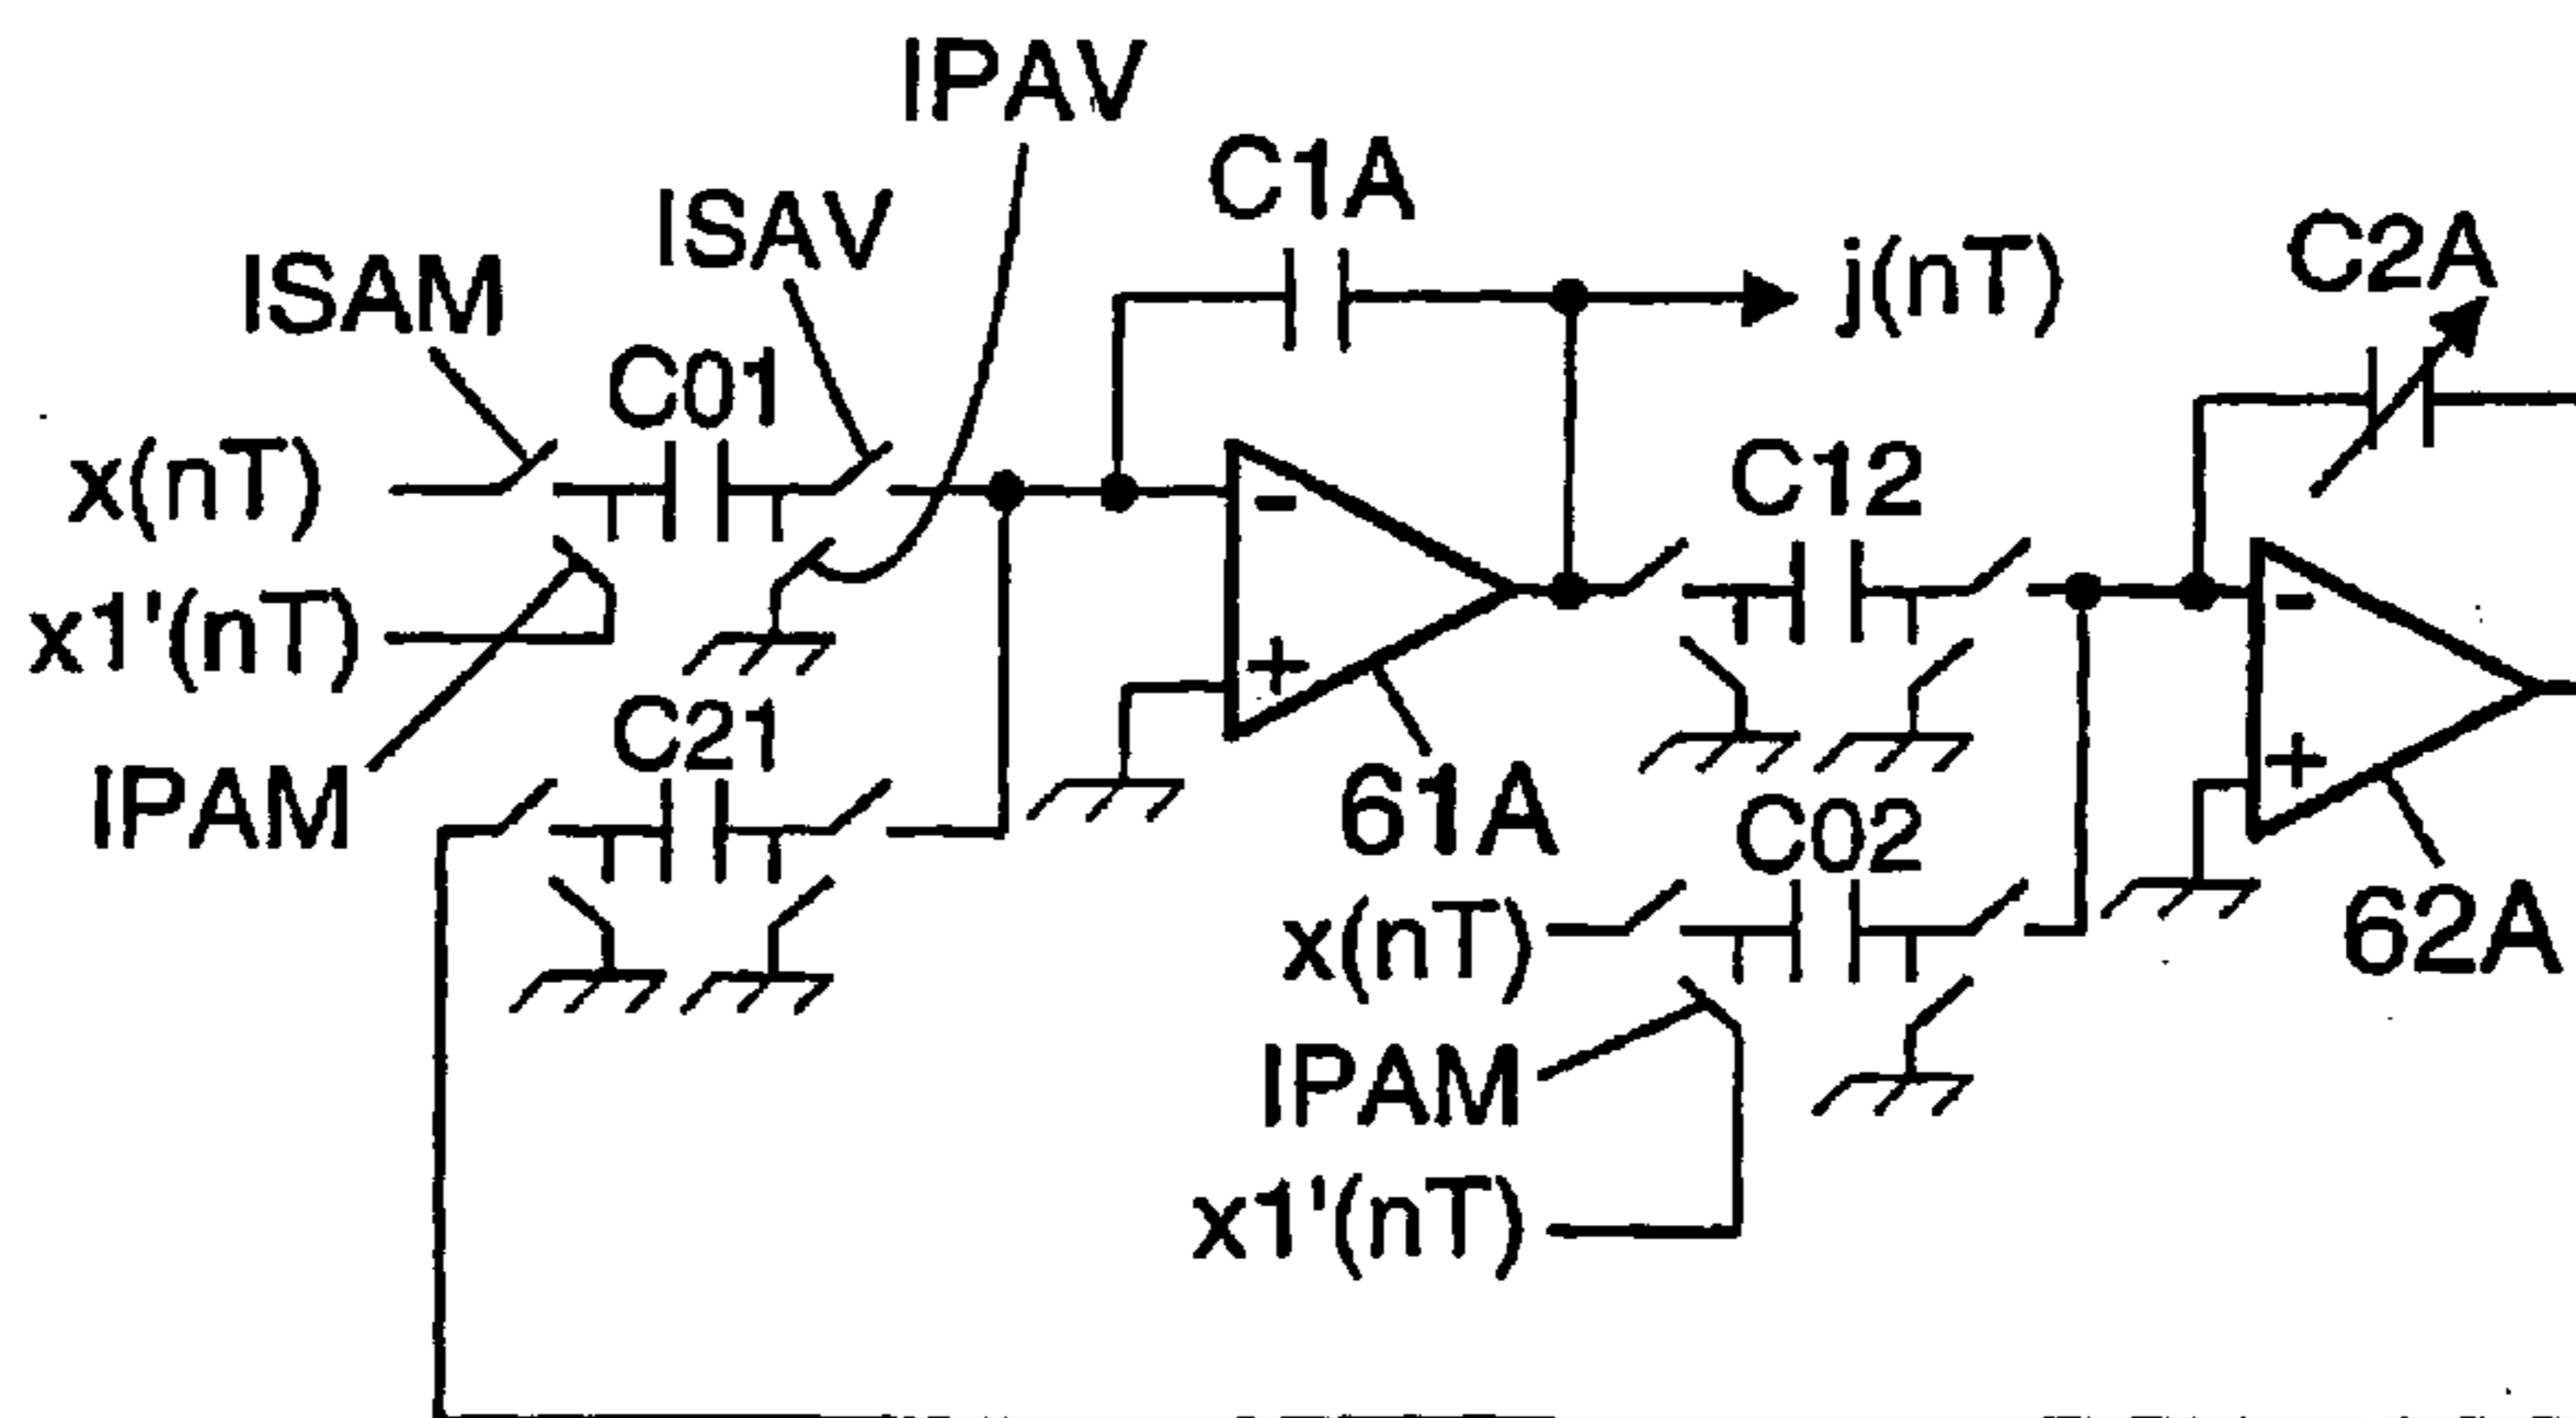 IPAV
C1A
ISAV
ISAM
j(nT)
C2A
C01
x(nT)
-
C12
x1'(nT)
-
+
C21
IPAM
61A
+
C02
x(nT)
62A
IPAM
x1'(nT)